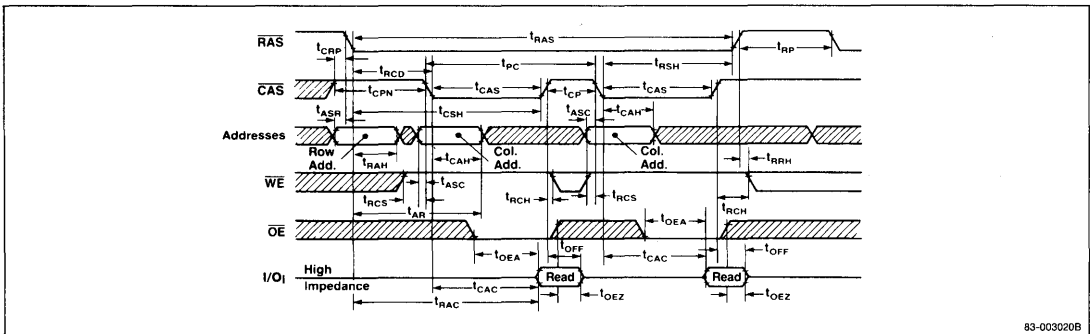 RAS
tRAS
tCRP
tRP
tRCD
tPC
tRSH
CAS
tCPN
tCAS
tCP
tCAS
tASR
tCSH
tASC
tCAH
Addresses
Row Add.
tRAH
tCAH
Col. Add.
Col. Add.
tRRH
WE
tASC
tRCS
tRCH
tRCS
tRCH
tAR
tOEA
OE
tOEA
tOFF
tCAC
tOFF
I/Oi
High Impedance
Read
Read
tCAC
tOEZ
tOEZ
tRAC
83-003020B